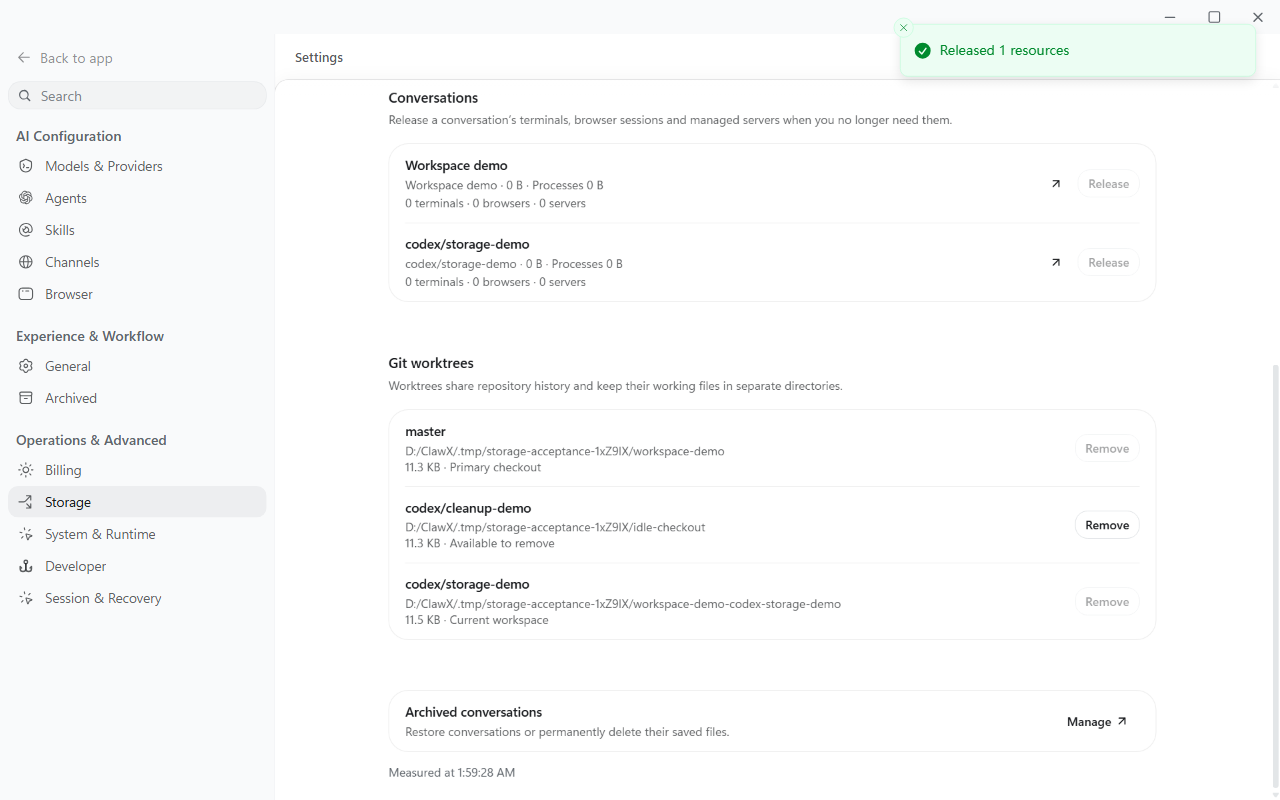 Back to app
Search
AI Configuration
Models & Providers
Agents
Skills
Channels
Browser
Experience & Workflow
General
Archived
Operations & Advanced
Billing
Storage
System & Runtime
Developer
Session & Recovery
Settings
Released 1 resources
Conversations
Release a conversation's terminals, browser sessions and managed servers when you no longer need them.
Workspace demo
Workspace demo · 0 B · Processes 0 B
0 terminals · 0 browsers · 0 servers
Release
codex/storage-demo
codex/storage-demo · 0 B · Processes 0 B
0 terminals · 0 browsers · 0 servers
Release
Git worktrees
Worktrees share repository history and keep their working files in separate directories.
master
D:/ClawX/.tmp/storage-acceptance-1xZ9IX/workspace-demo
11.3 KB · Primary checkout
Remove
codex/cleanup-demo
D:/ClawX/.tmp/storage-acceptance-1xZ9IX/idle-checkout
11.3 KB · Available to remove
Remove
codex/storage-demo
D:/ClawX/.tmp/storage-acceptance-1xZ9IX/workspace-demo-codex-storage-demo
11.5 KB · Current workspace
Remove
Archived conversations
Restore conversations or permanently delete their saved files.
Manage
Measured at 1:59:28 AM